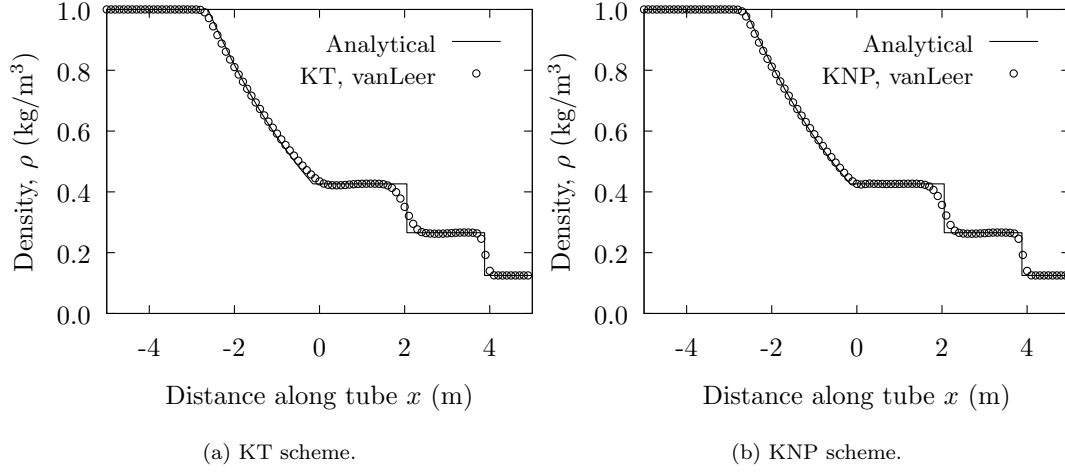 1.0
0.8
0.6
0.4
0.2
0.0
Density, ρ (kg/m³)
Analytical
KT, vanLeer
-4 -2 0 2 4
Distance along tube x (m)
(a) KT scheme.
1.0
0.8
0.6
0.4
0.2
0.0
Density, ρ (kg/m³)
Analytical
KNP, vanLeer
-4 -2 0 2 4
Distance along tube x (m)
(b) KNP scheme.